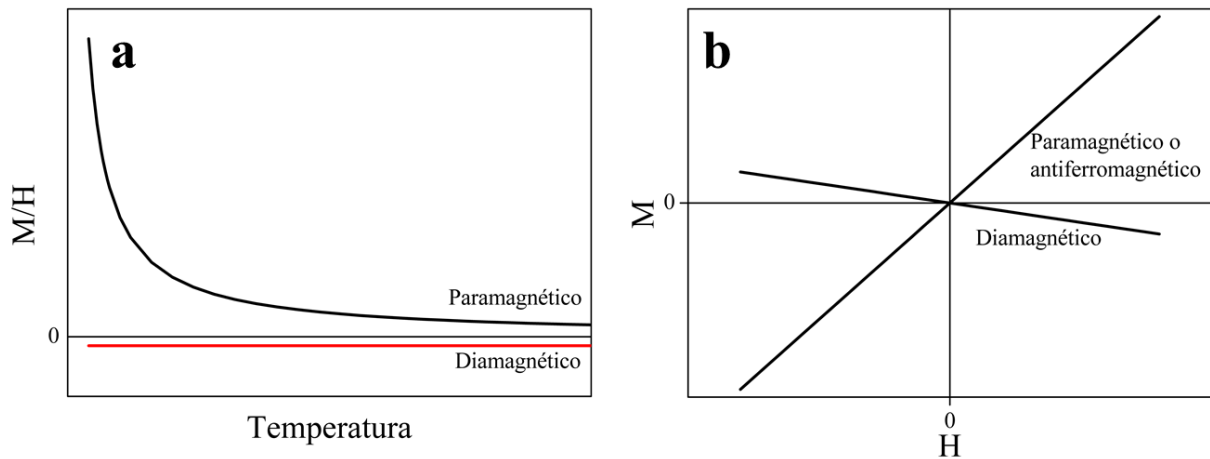 a
M/H
Paramagnético
0
Diamagnético
Temperatura
b
Paramagnético o
antiferromagnético
M
0
Diamagnético
0
H